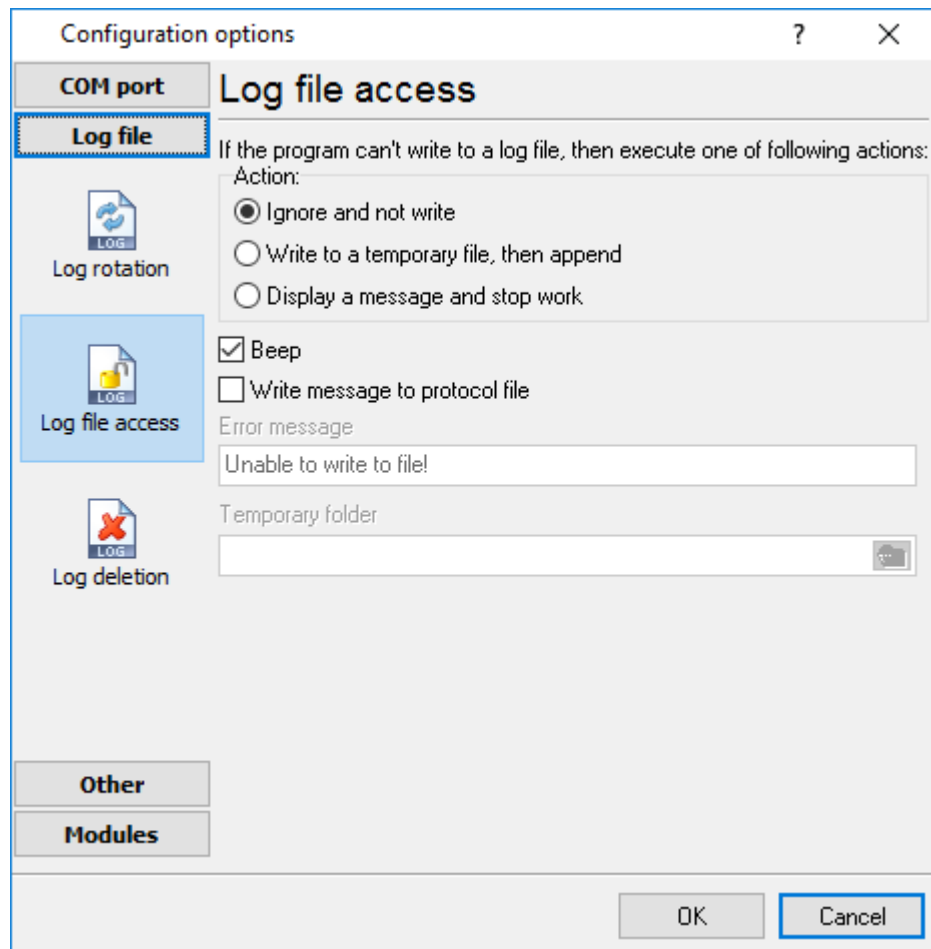 Configuration options
?
COM port
Log file
LOG
Log rotation
LOG
Log file access
LOG
Log deletion
Other
Modules
Log file access
If the program can't write to a log file, then execute one of following actions:
Action:
Ignore and not write
Write to a temporary file, then append
Display a message and stop work
Beep
Write message to protocol file
Error message
Unable to write to file!
Temporary folder
OK
Cancel